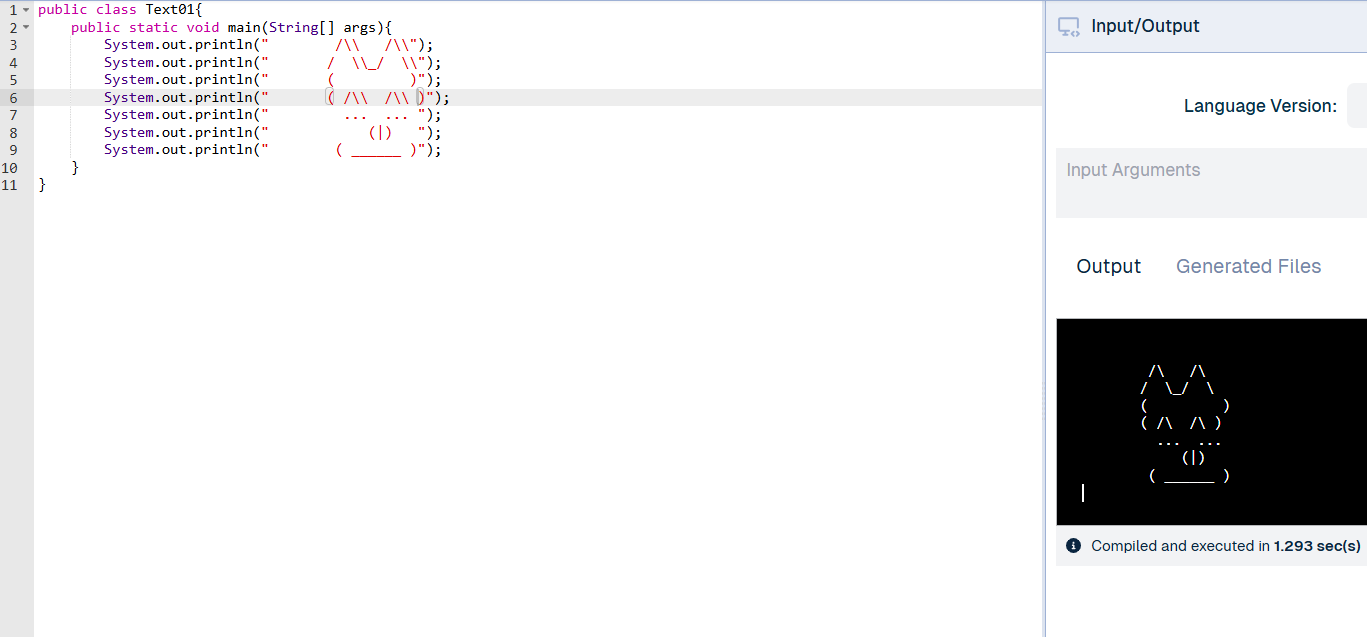 1 public class Text01{
2     public static void main(String[] args){
3         System.out.println("        /\\   /\\");
4         System.out.println("       /  \\_/  \\");
5         System.out.println("       (         )");
6         System.out.println("       ( /\\  /\\ )");
7         System.out.println("         ...  ... ");
8         System.out.println("            (|)   ");
9         System.out.println("        ( ______ )");
10     }
11 }
Input/Output
Language Version:
Input Arguments
Output Generated Files
        /\   /\
       /  \_/  \
       (         )
       ( /\  /\ )
         ...  ...
            (|)
        ( ______ )
Compiled and executed in 1.293 sec(s)